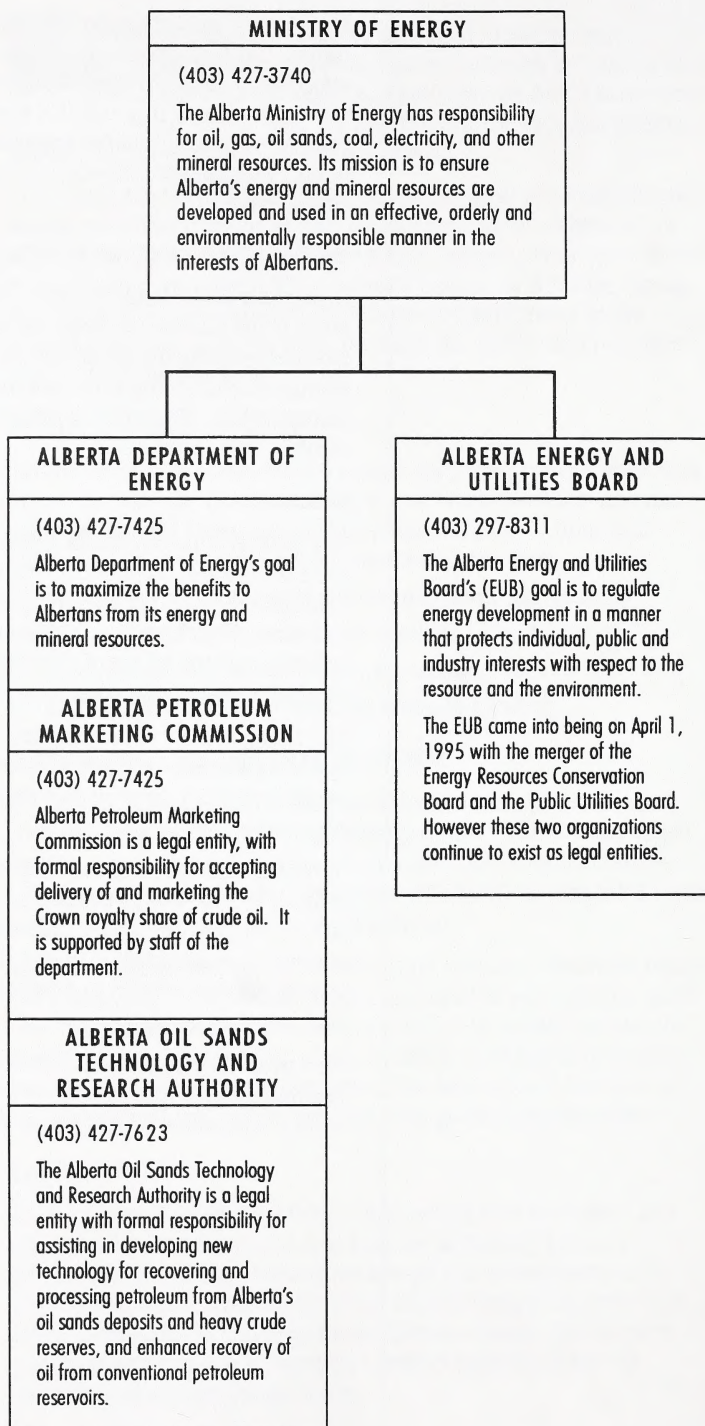 MINISTRY OF ENERGY
(403) 427-3740
The Alberta Ministry of Energy has responsibility
for oil, gas, oil sands, coal, electricity, and other
mineral resources. Its mission is to ensure
Alberta's energy and mineral resources are
developed and used in an effective, orderly and
environmentally responsible manner in the
interests of Albertans.
ALBERTA DEPARTMENT OF
ENERGY
(403) 427-7425
Alberta Department of Energy's goal
is to maximize the benefits to
Albertans from its energy and
mineral resources.
ALBERTA PETROLEUM
MARKETING COMMISSION
(403) 427-7425
Alberta Petroleum Marketing
Commission is a legal entity, with
formal responsibility for accepting
delivery of and marketing the
Crown royalty share of crude oil. It
is supported by staff of the
department.
ALBERTA OIL SANDS
TECHNOLOGY AND
RESEARCH AUTHORITY
(403) 427-7623
The Alberta Oil Sands Technology
and Research Authority is a legal
entity with formal responsibility for
assisting in developing new
technology for recovering and
processing petroleum from Alberta's
oil sands deposits and heavy crude
reserves, and enhanced recovery of
oil from conventional petroleum
reservoirs.
ALBERTA ENERGY AND
UTILITIES BOARD
(403) 297-8311
The Alberta Energy and Utilities
Board's (EUB) goal is to regulate
energy development in a manner
that protects individual, public and
industry interests with respect to the
resource and the environment.
The EUB came into being on April 1,
1995 with the merger of the
Energy Resources Conservation
Board and the Public Utilities Board.
However these two organizations
continue to exist as legal entities.